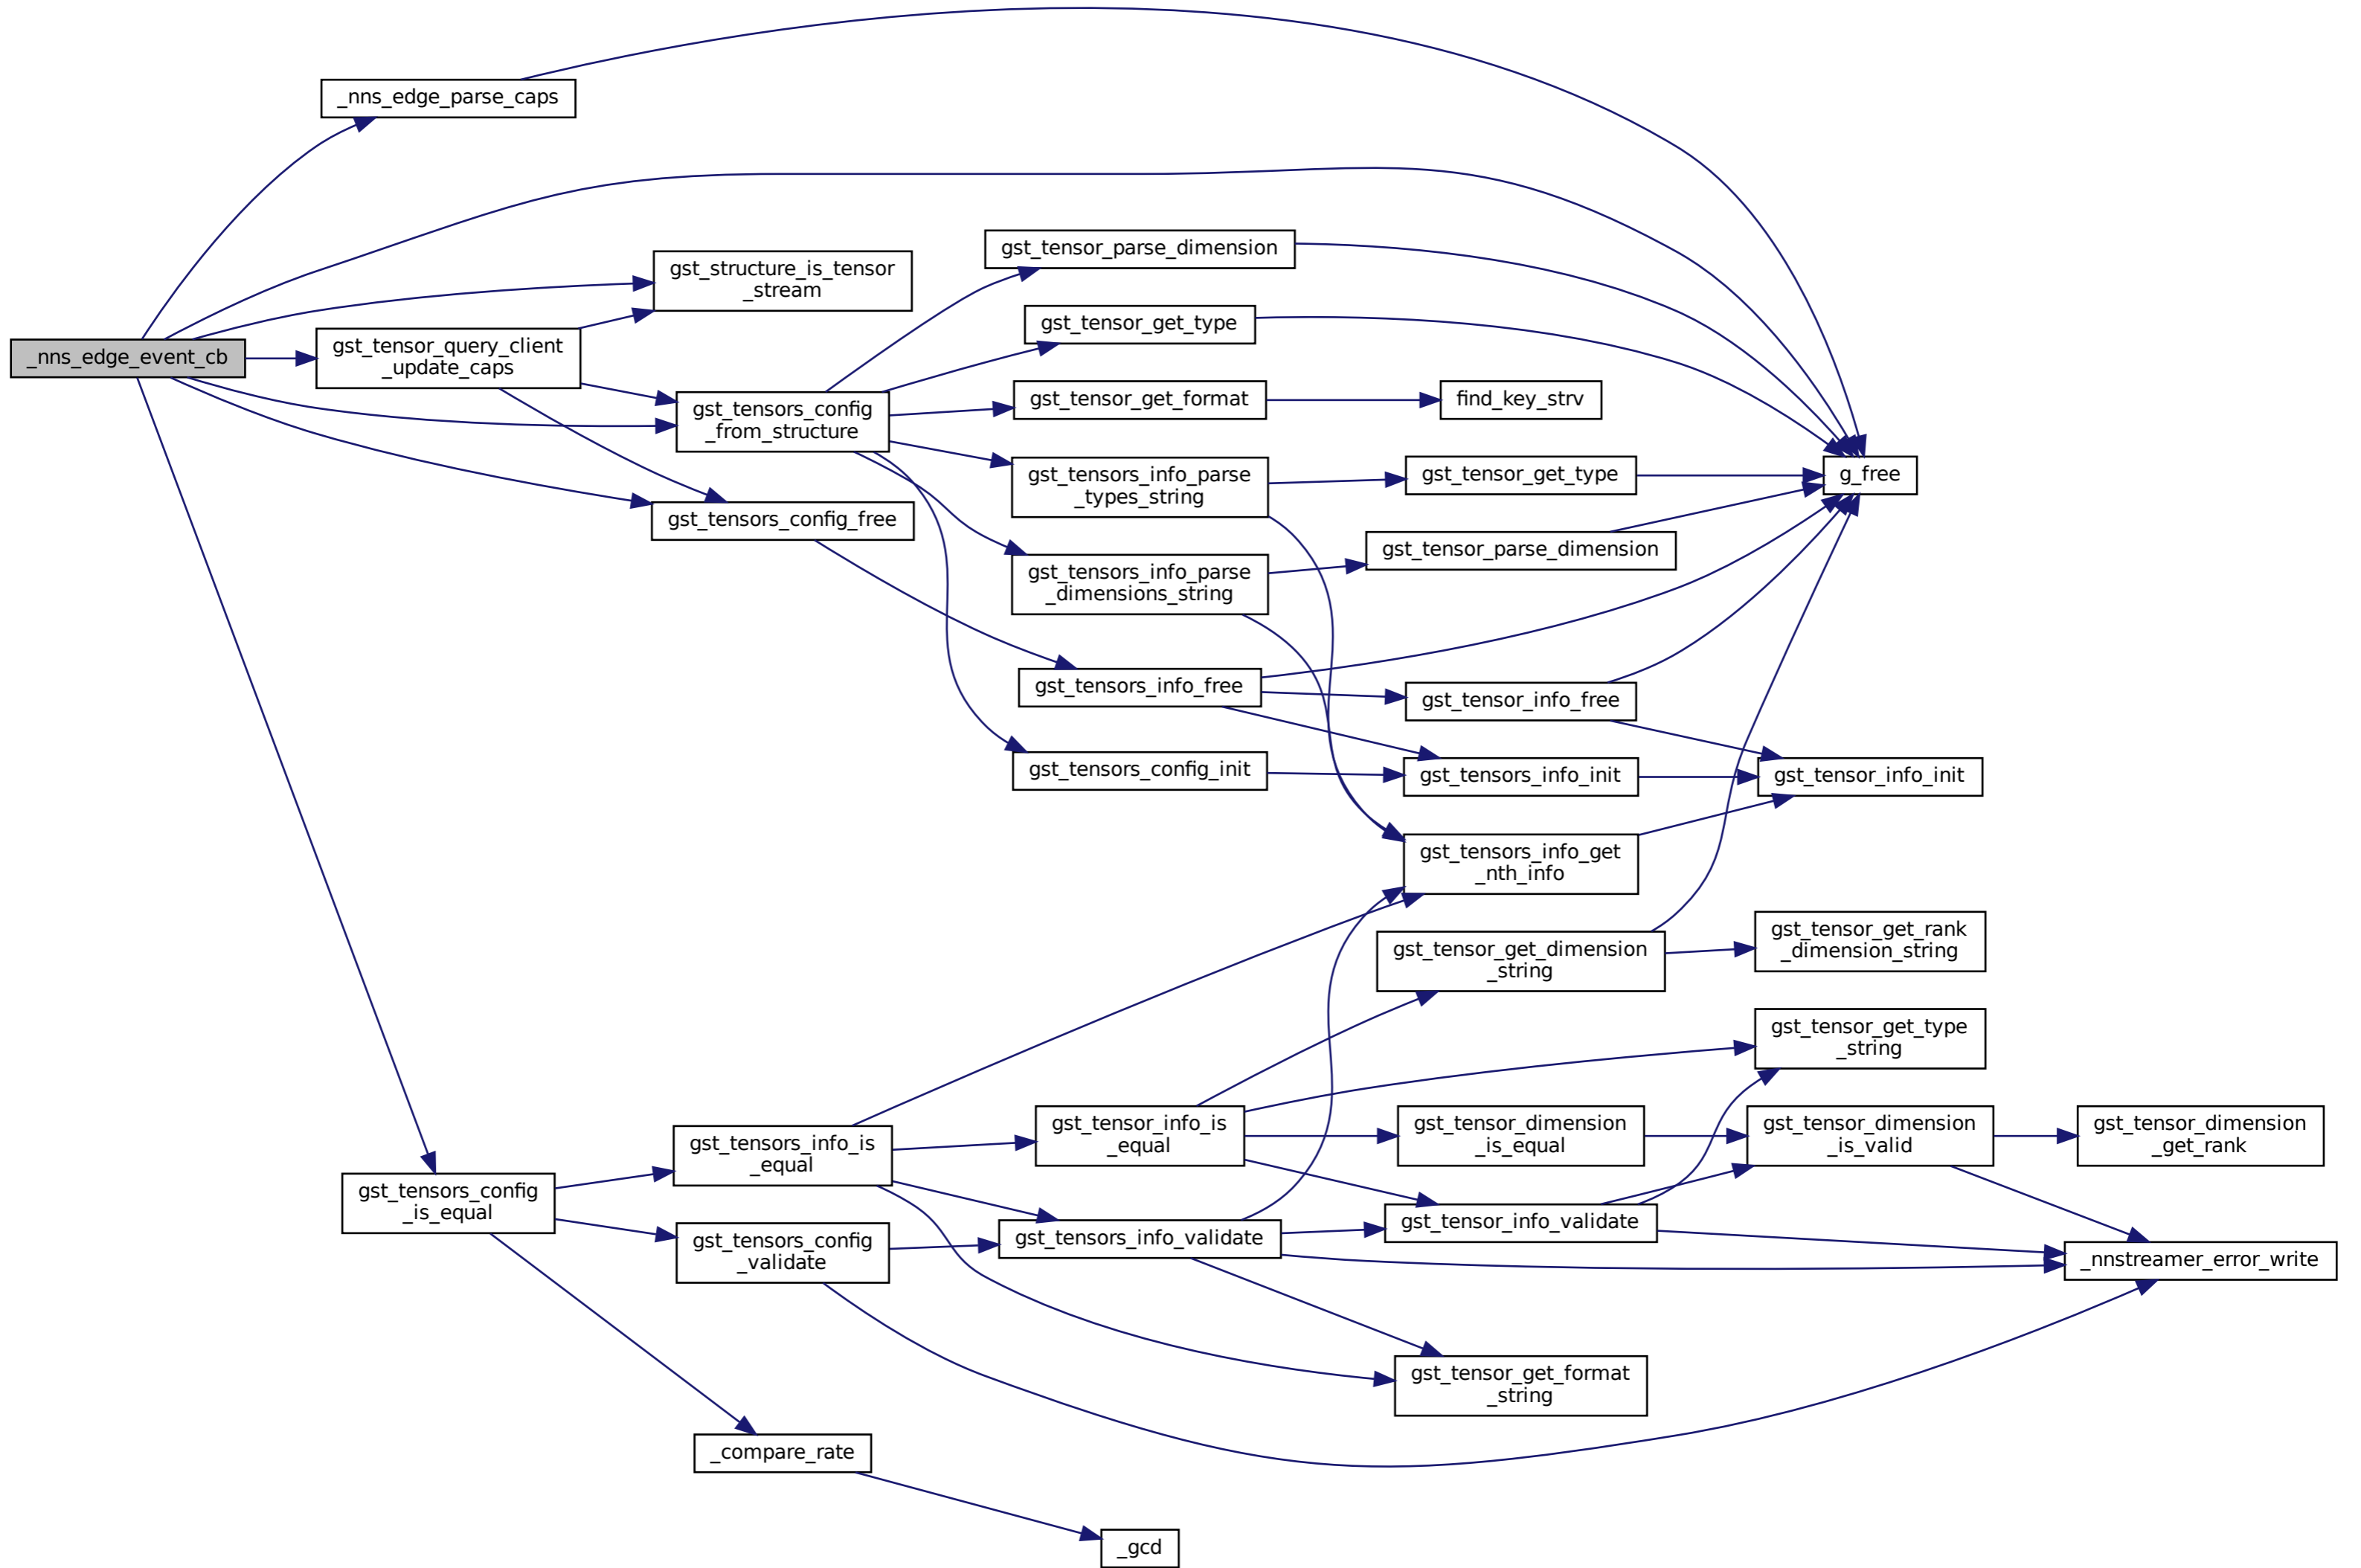 _nns_edge_event_cb
_nns_edge_parse_caps
gst_tensor_query_client
_update_caps
gst_structure_is_tensor
_stream
gst_tensors_config
_from_structure
gst_tensors_config_free
gst_tensor_parse_dimension
gst_tensor_get_type
gst_tensor_get_format
find_key_strv
gst_tensors_info_parse
_types_string
gst_tensor_get_type
g_free
gst_tensors_info_parse
_dimensions_string
gst_tensor_parse_dimension
gst_tensors_info_free
gst_tensor_info_free
gst_tensors_config_init
gst_tensors_info_init
gst_tensor_info_init
gst_tensors_info_get
_nth_info
gst_tensor_get_dimension
_string
gst_tensor_get_rank
_dimension_string
gst_tensor_get_type
_string
gst_tensors_config
_is_equal
gst_tensors_info_is
_equal
gst_tensor_info_is
_equal
gst_tensor_dimension
_is_equal
gst_tensor_dimension
_is_valid
gst_tensor_dimension
_get_rank
gst_tensors_config
_validate
gst_tensors_info_validate
gst_tensor_info_validate
_nnstreamer_error_write
gst_tensor_get_format
_string
_compare_rate
_gcd